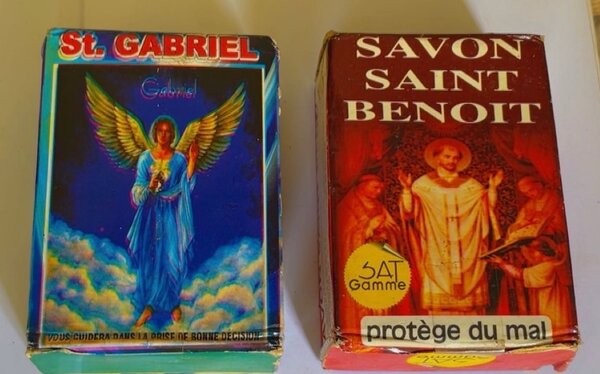 St. GABRIEL
Gabriel
VOUS GUIDERA DANS LA PRISE DE BONNE DECISION
SAVON
SAINT
BENOIT
SAT
Gamme
protège du mal